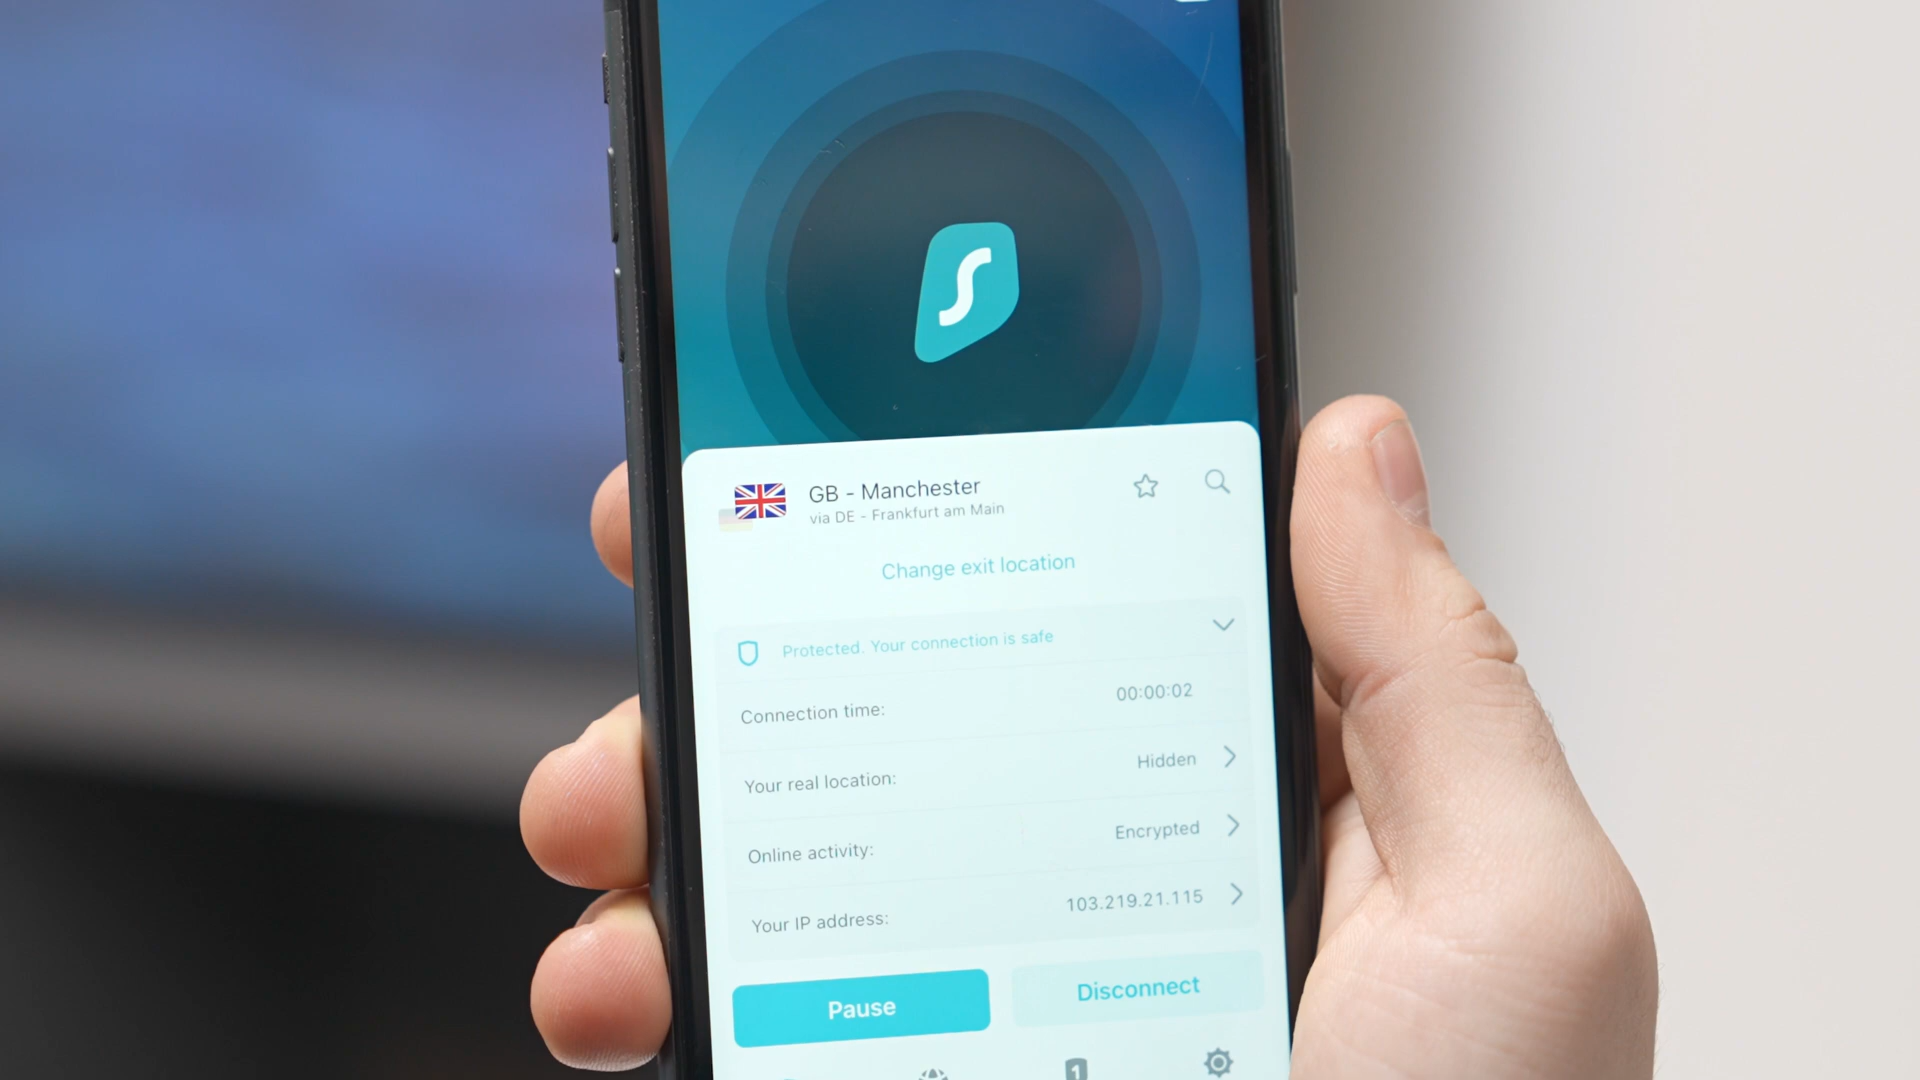 GB - Manchester
via DE - Frankfurt am Main
Change exit location
Protected. Your connection is safe
Connection time: 00:00:02
Your real location: Hidden
Online activity: Encrypted
Your IP address: 103.219.21.115
Pause Disconnect
1